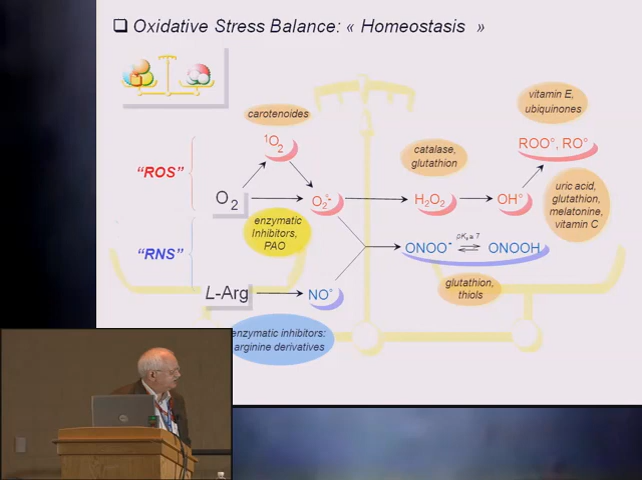 ❑ Oxidative Stress Balance: « Homeostasis »
carotenoides
vitamin E,
ubiquinones
¹O₂
catalase,
glutathion
ROO°, RO°
"ROS"
O₂
O₂°-
H₂O₂
OH°
uric acid,
glutathion,
melatonine,
vitamin C
enzymatic
Inhibitors,
PAO
"RNS"
ONOO-
pKa = 7
ONOOH
L-Arg
NO°
glutathion,
thiols
enzymatic inhibitors:
arginine derivatives